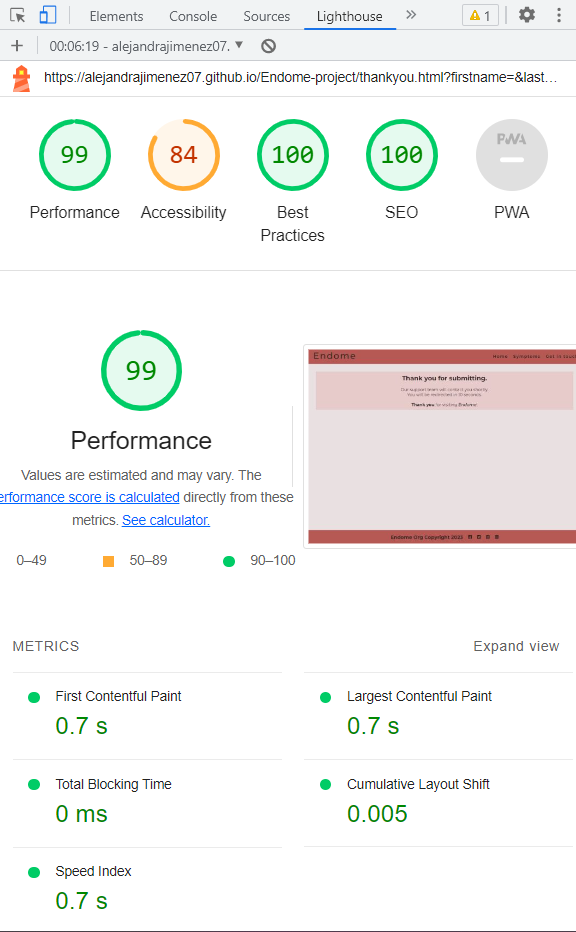 Elements Console Sources Lighthouse 1
00:06:19 - alejandrajimenez07.
https://alejandrajimenez07.github.io/Endome-project/thankyou.html?firstname=&last…
99 84 100 100 PWA
Performance Accessibility Best Practices SEO PWA
99
Performance
Values are estimated and may vary. The
erformance score is calculated directly from these
metrics. See calculator.
0–49 50–89 90–100
Endome Home Symptoms
Thank you for submitting.
Thank you for visiting Endome
Endome Org Copyright 2023
METRICS Expand view
First Contentful Paint
0.7 s
Largest Contentful Paint
0.7 s
Total Blocking Time
0 ms
Cumulative Layout Shift
0.005
Speed Index
0.7 s